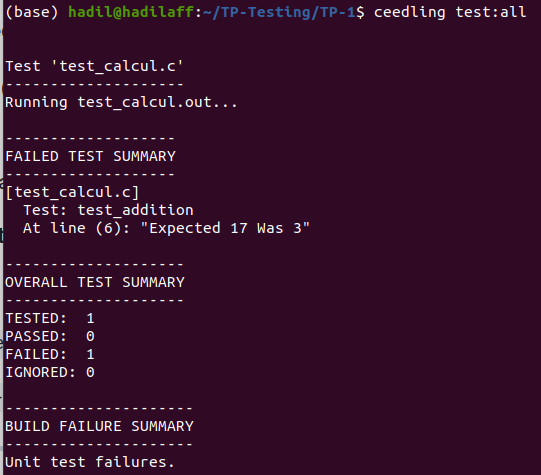 (base) hadil@hadilaff:~/TP-Testing/TP-1$ ceedling test:all
Test 'test_calcul.c'
--------------------
Running test_calcul.out...
-------------------
FAILED TEST SUMMARY
-------------------
[test_calcul.c]
  Test: test_addition
  At line (6): "Expected 17 Was 3"
--------------------
OVERALL TEST SUMMARY
--------------------
TESTED:  1
PASSED:  0
FAILED:  1
IGNORED: 0
---------------------
BUILD FAILURE SUMMARY
---------------------
Unit test failures.